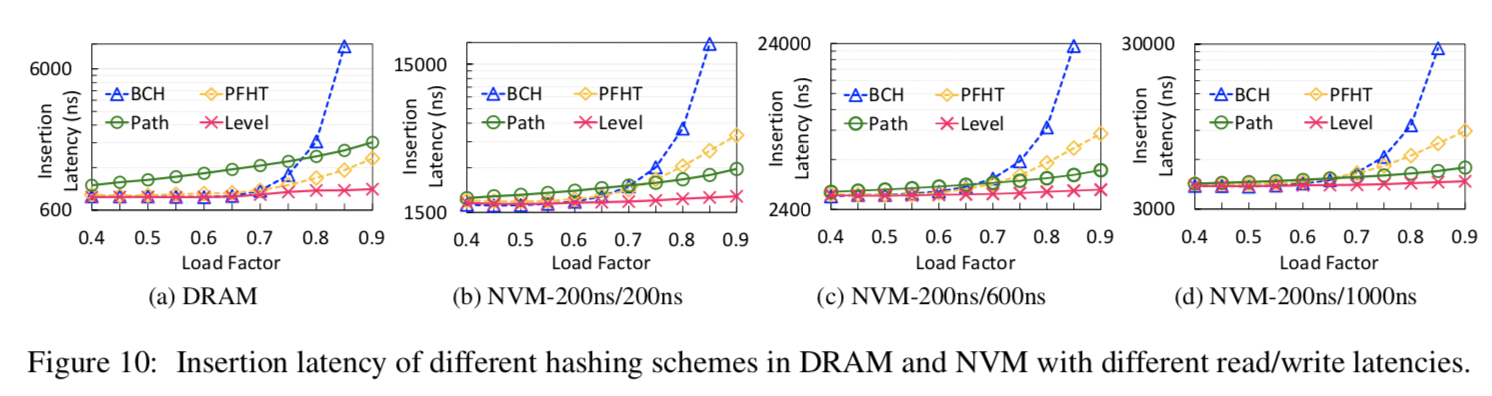 Insertion
Latency (ns)
6000
600
BCH
PFHT
Path
Level
0.4 0.5 0.6 0.7 0.8 0.9
Load Factor
(a) DRAM
Insertion
Latency (ns)
15000
1500
BCH
PFHT
Path
Level
0.4 0.5 0.6 0.7 0.8 0.9
Load Factor
(b) NVM-200ns/200ns
Insertion
Latency (ns)
24000
2400
BCH
PFHT
Path
Level
0.4 0.5 0.6 0.7 0.8 0.9
Load Factor
(c) NVM-200ns/600ns
Insertion
Latency (ns)
30000
3000
BCH
PFHT
Path
Level
0.4 0.5 0.6 0.7 0.8 0.9
Load Factor
(d) NVM-200ns/1000ns
Figure 10: Insertion latency of different hashing schemes in DRAM and NVM with different read/write latencies.